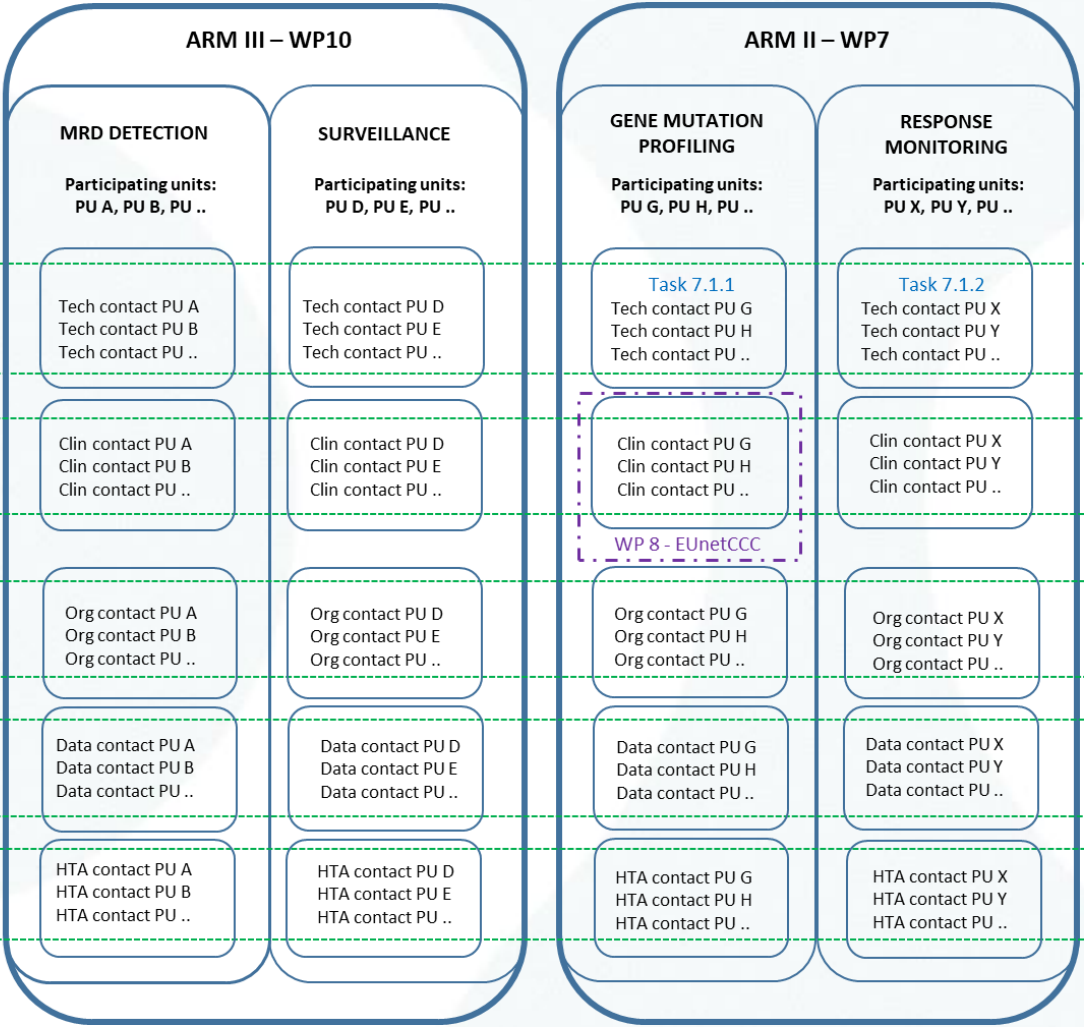 ARM III – WP10
MRD DETECTION
Participating units:
PU A, PU B, PU ..
Tech contact PU A
Tech contact PU B
Tech contact PU ..
Clin contact PU A
Clin contact PU B
Clin contact PU ..
Org contact PU A
Org contact PU B
Org contact PU ..
Data contact PU A
Data contact PU B
Data contact PU ..
HTA contact PU A
HTA contact PU B
HTA contact PU ..
SURVEILLANCE
Participating units:
PU D, PU E, PU ..
Tech contact PU D
Tech contact PU E
Tech contact PU ..
Clin contact PU D
Clin contact PU E
Clin contact PU ..
Org contact PU D
Org contact PU E
Org contact PU ..
Data contact PU D
Data contact PU E
Data contact PU ..
HTA contact PU D
HTA contact PU E
HTA contact PU ..
ARM II – WP7
GENE MUTATION
PROFILING
Participating units:
PU G, PU H, PU ..
Task 7.1.1
Tech contact PU G
Tech contact PU H
Tech contact PU ..
Clin contact PU G
Clin contact PU H
Clin contact PU ..
WP 8 - EUnetCCC
Org contact PU G
Org contact PU H
Org contact PU ..
Data contact PU G
Data contact PU H
Data contact PU ..
HTA contact PU G
HTA contact PU H
HTA contact PU ..
RESPONSE
MONITORING
Participating units:
PU X, PU Y, PU ..
Task 7.1.2
Tech contact PU X
Tech contact PU Y
Tech contact PU ..
Clin contact PU X
Clin contact PU Y
Clin contact PU ..
Org contact PU X
Org contact PU Y
Org contact PU ..
Data contact PU X
Data contact PU Y
Data contact PU ..
HTA contact PU X
HTA contact PU Y
HTA contact PU ..